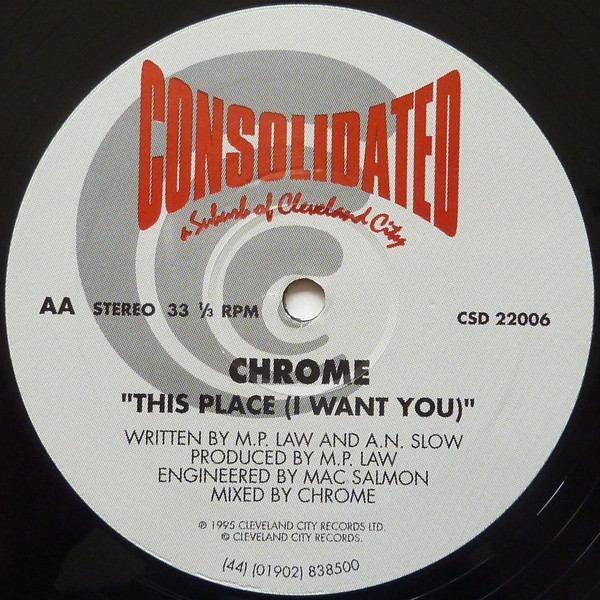 CONSOLIDATED
a Suburb of Cleveland City
AA STEREO 33 ⅓ RPM
CSD 22006
CHROME
"THIS PLACE (I WANT YOU)"
WRITTEN BY M.P. LAW AND A.N. SLOW
PRODUCED BY M.P. LAW
ENGINEERED BY MAC SALMON
MIXED BY CHROME
℗ 1995 CLEVELAND CITY RECORDS LTD.
© CLEVELAND CITY RECORDS.
(44) (01902) 838500